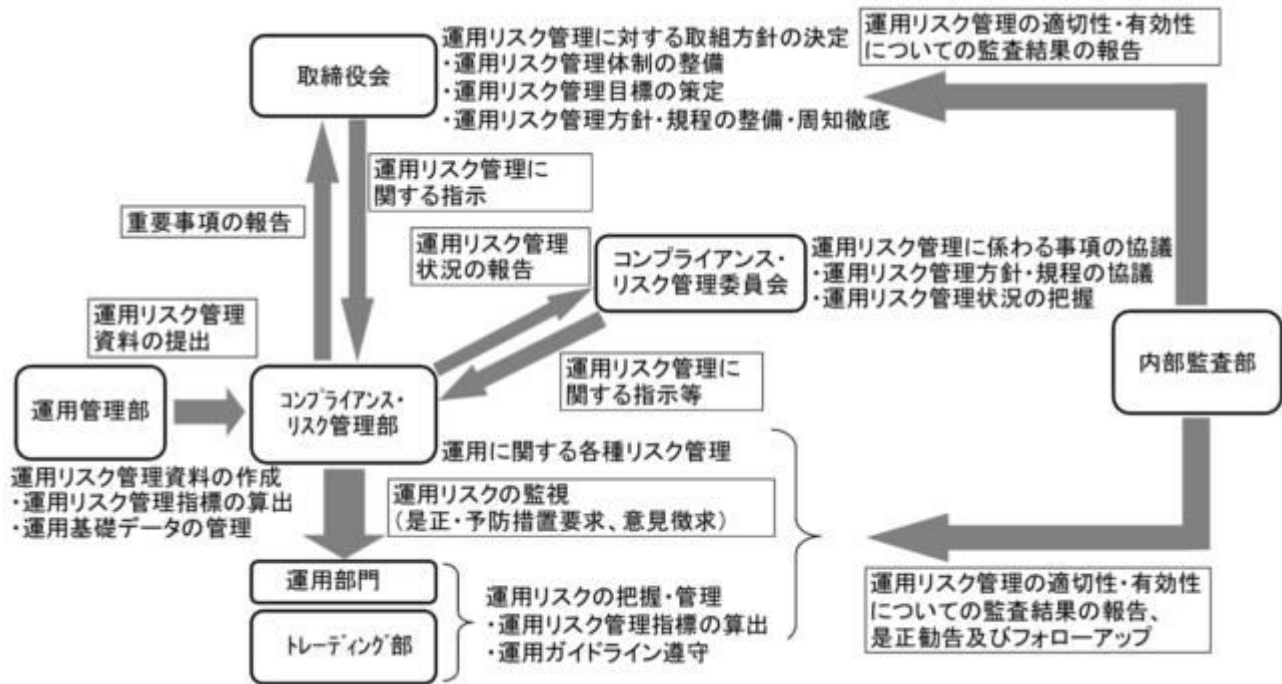 取締役会
運用リスク管理に対する取組方針の決定
・運用リスク管理体制の整備
・運用リスク管理目標の策定
・運用リスク管理方針・規程の整備・周知徹底
運用リスク管理の適切性・有効性
についての監査結果の報告
運用リスク管理に
関する指示
重要事項の報告
運用リスク管理
状況の報告
コンプライアンス・
リスク管理委員会
運用リスク管理に係わる事項の協議
・運用リスク管理方針・規程の協議
・運用リスク管理状況の把握
運用リスク管理
資料の提出
運用リスク管理に
関する指示等
内部監査部
運用管理部
コンプライアンス・
リスク管理部
運用に関する各種リスク管理
運用リスク管理資料の作成
・運用リスク管理指標の算出
・運用基礎データの管理
運用リスクの監視
(是正・予防措置要求、意見徴求)
運用部門
トレーディング部
運用リスクの把握・管理
・運用リスク管理指標の算出
・運用ガイドライン遵守
運用リスク管理の適切性・有効性
についての監査結果の報告、
是正勧告及びフォローアップ